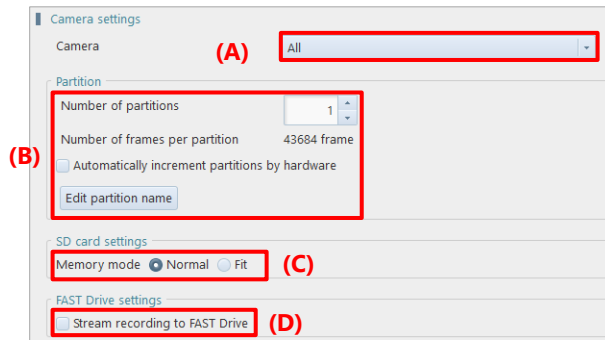 Camera settings
Camera (A) All
Partition
Number of partitions 1
Number of frames per partition 43684 frame
(B)
Automatically increment partitions by hardware
Edit partition name
SD card settings
Memory mode Normal Fit (C)
FAST Drive settings
Stream recording to FAST Drive (D)